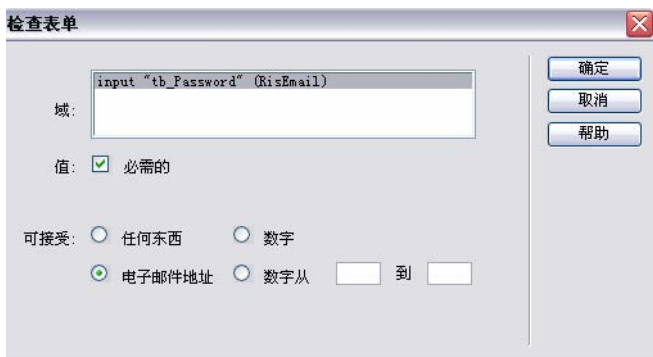 检查表单
域:
input "tb_Password" (RisEmail)
值:
必需的
可接受:
任何东西
数字
电子邮件地址
数字从
到
确定
取消
帮助